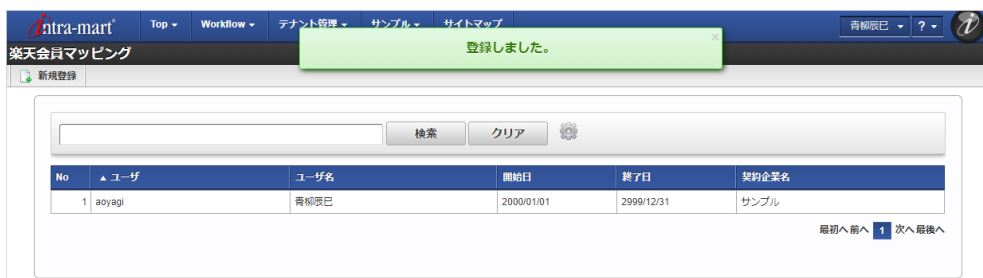 intra-mart Top Workflow テナント管理 サンプル サイトマップ 青柳辰巳 ?
登録しました。 ×
楽天会員マッピング
新規登録
検索 クリア
No ▲ ユーザ ユーザ名 開始日 終了日 契約企業名
1 aoyagi 青柳辰巳 2000/01/01 2999/12/31 サンプル
最初へ 前へ 1 次へ 最後へ